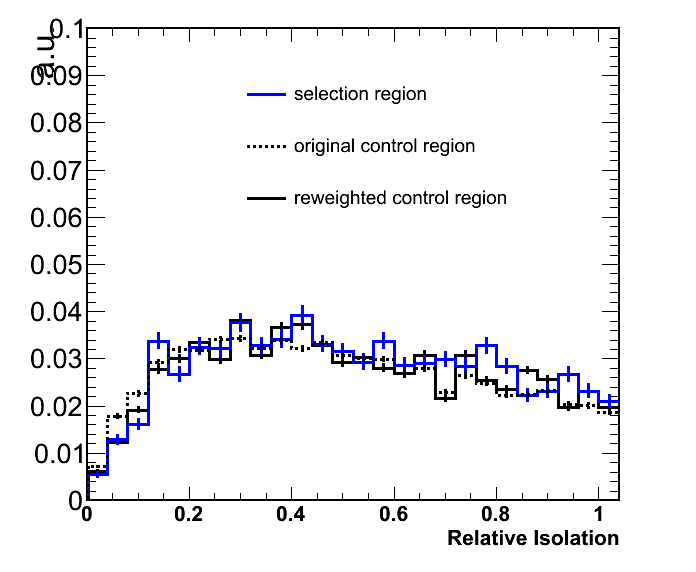 0.1
a.u.
0.09
0.08
0.07
0.06
0.05
0.04
0.03
0.02
0.01
0
selection region
original control region
reweighted control region
0 0.2 0.4 0.6 0.8 1
Relative Isolation